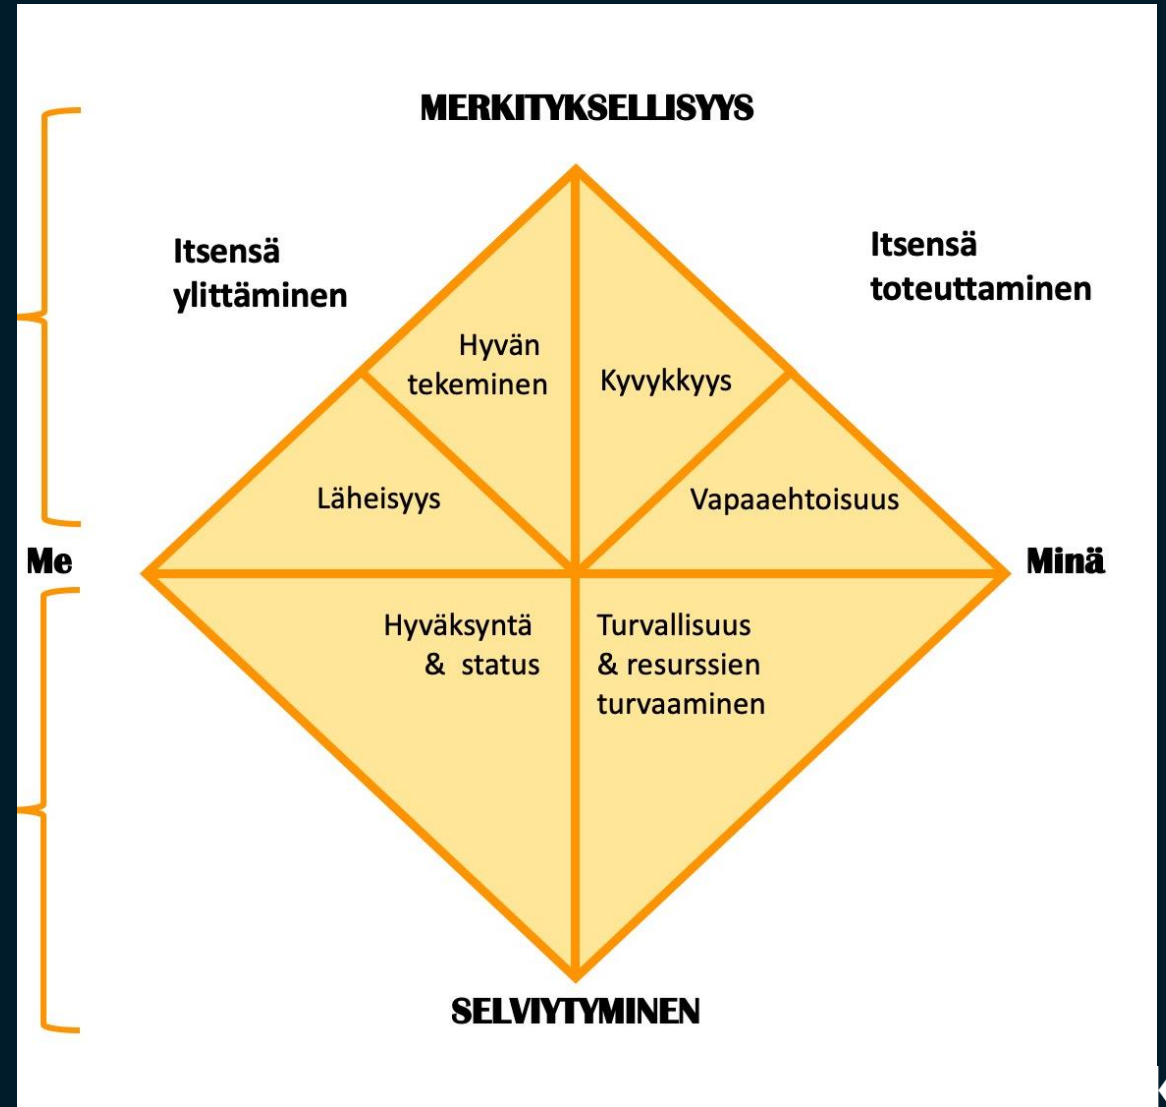 MERKITYKSELLISYYS
Itsensä
ylittäminen
Itsensä
toteuttaminen
Hyvän
tekeminen
Kyvykkyys
Läheisyys
Vapaaehtoisuus
Me
Minä
Hyväksyntä
& status
Turvallisuus
& resurssien
turvaaminen
SELVIYTYMINEN